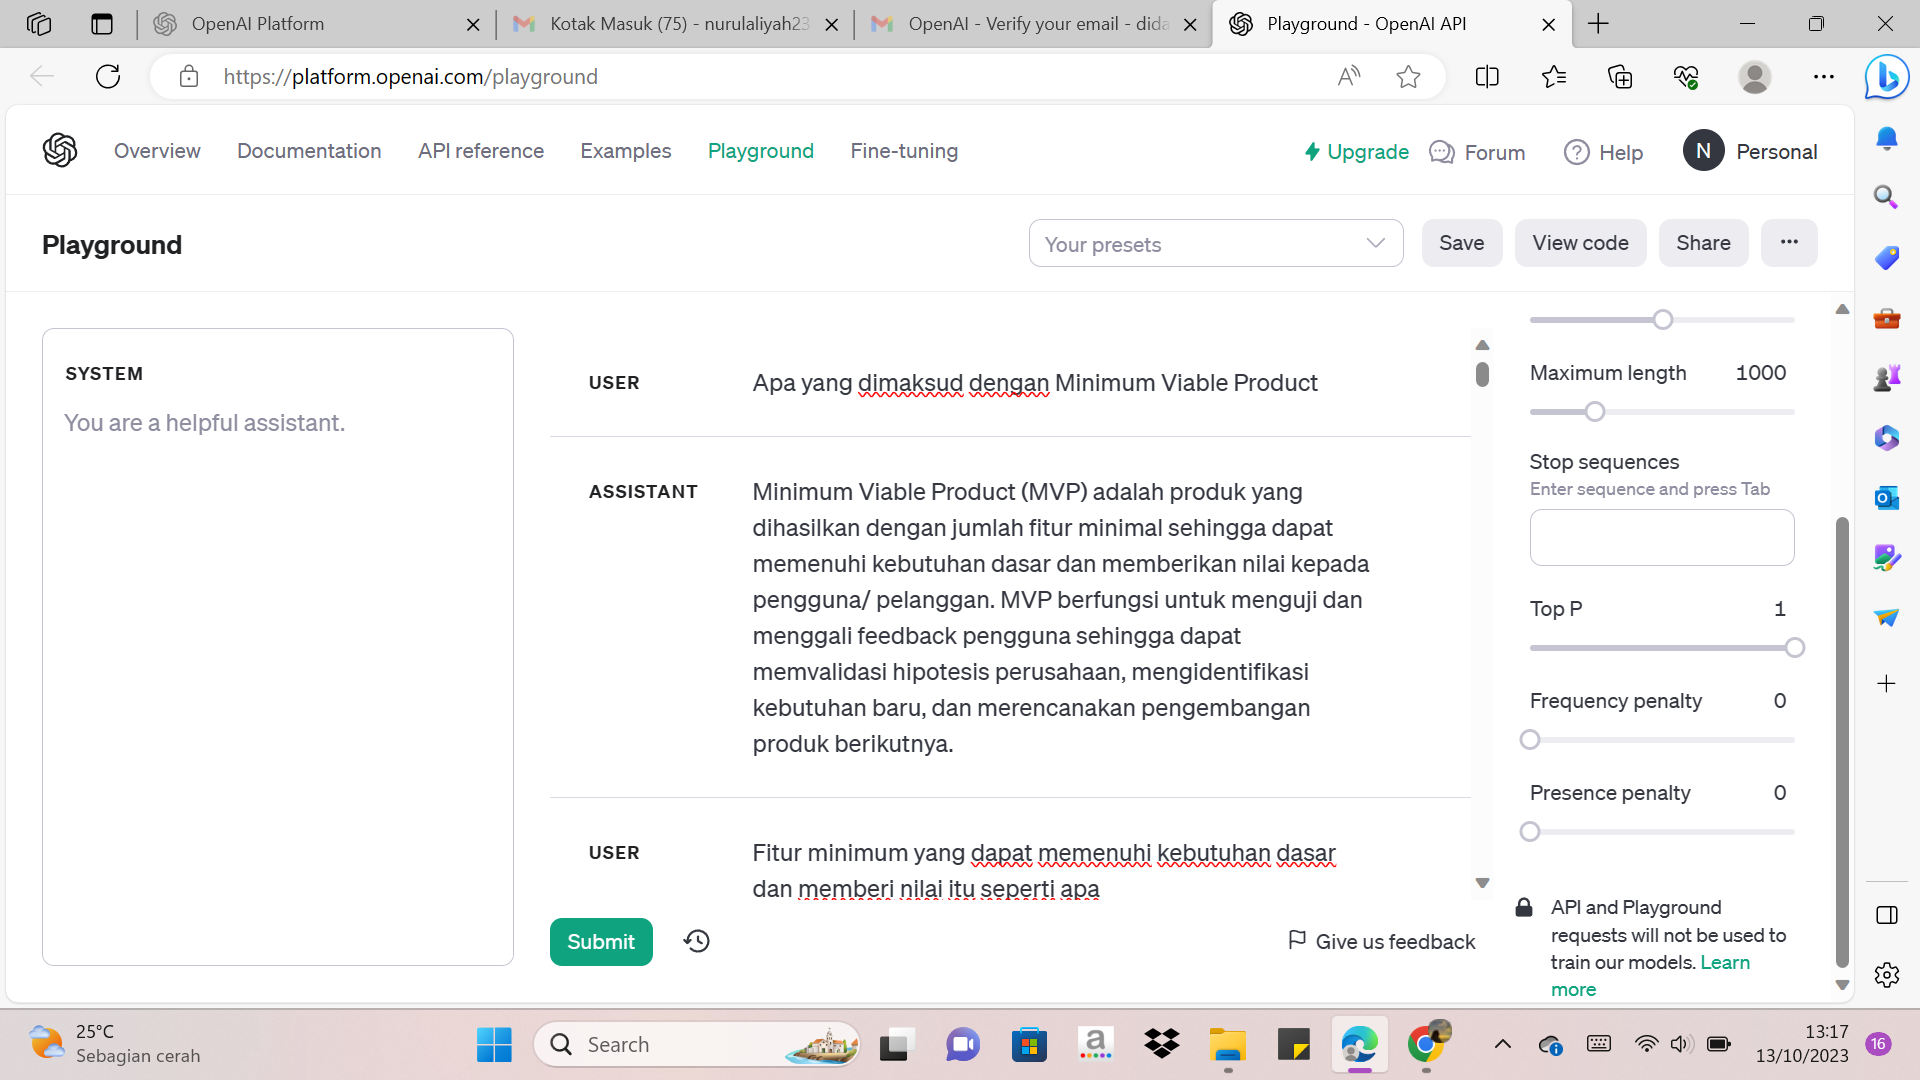 OpenAI Platform
Kotak Masuk (75) - nurulaliyah23
OpenAI - Verify your email - dida
Playground - OpenAI API
https://platform.openai.com/playground
Overview
Documentation
API reference
Examples
Playground
Fine-tuning
Upgrade
Forum
Help
N
Personal
Playground
Your presets
Save
View code
Share
SYSTEM
You are a helpful assistant.
USER
Apa yang dimaksud dengan Minimum Viable Product
ASSISTANT
Minimum Viable Product (MVP) adalah produk yang
dihasilkan dengan jumlah fitur minimal sehingga dapat
memenuhi kebutuhan dasar dan memberikan nilai kepada
pengguna/ pelanggan. MVP berfungsi untuk menguji dan
menggali feedback pengguna sehingga dapat
memvalidasi hipotesis perusahaan, mengidentifikasi
kebutuhan baru, dan merencanakan pengembangan
produk berikutnya.
USER
Fitur minimum yang dapat memenuhi kebutuhan dasar
dan memberi nilai itu seperti apa
Submit
Give us feedback
Maximum length 1000
Stop sequences
Enter sequence and press Tab
Top P 1
Frequency penalty 0
Presence penalty 0
API and Playground
requests will not be used to
train our models. Learn
more
25°C
Sebagian cerah
Search
a
13:17
13/10/2023
16